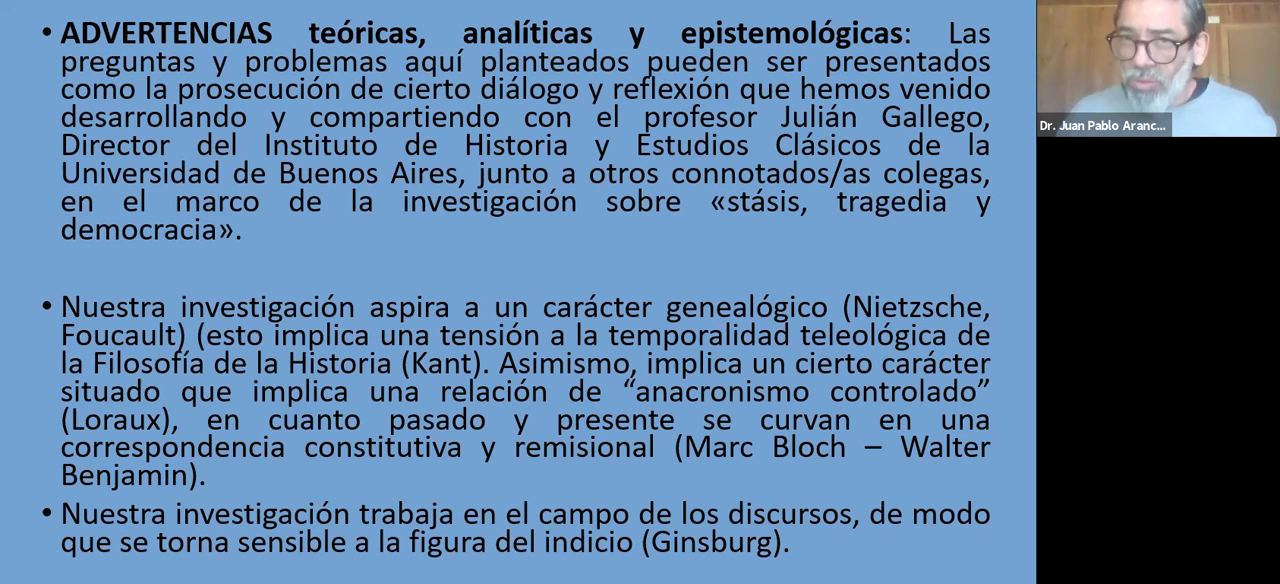 • ADVERTENCIAS teóricas, analíticas y epistemológicas: Las
preguntas y problemas aquí planteados pueden ser presentados
como la prosecución de cierto diálogo y reflexión que hemos venido
desarrollando y compartiendo con el profesor Julián Gallego,
Director del Instituto de Historia y Estudios Clásicos de la
Universidad de Buenos Aires, junto a otros connotados/as colegas,
en el marco de la investigación sobre «stásis, tragedia y
democracia».
• Nuestra investigación aspira a un carácter genealógico (Nietzsche,
Foucault) (esto implica una tensión a la temporalidad teleológica de
la Filosofía de la Historia (Kant). Asimismo, implica un cierto carácter
situado que implica una relación de “anacronismo controlado”
(Loraux), en cuanto pasado y presente se curvan en una
correspondencia constitutiva y remisional (Marc Bloch – Walter
Benjamin).
• Nuestra investigación trabaja en el campo de los discursos, de modo
que se torna sensible a la figura del indicio (Ginsburg).
Dr. Juan Pablo Aranc...